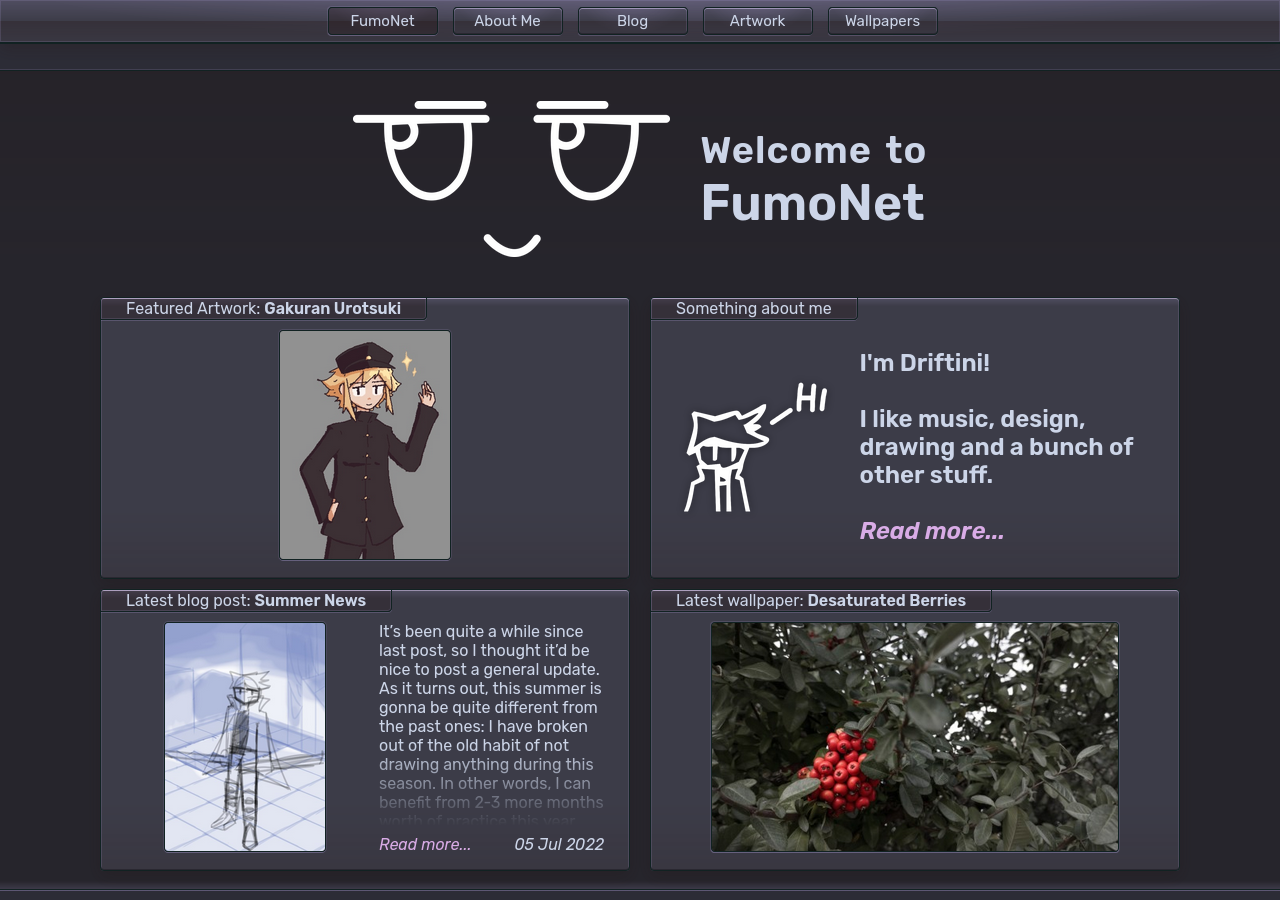 FumoNet
About Me
Blog
Artwork
Wallpapers
Welcome to
FumoNet
Featured Artwork: Gakuran Urotsuki
Something about me
HI
I'm Driftini!
I like music, design,
drawing and a bunch of
other stuff.
Read more...
Latest blog post: Summer News
It’s been quite a while since
last post, so I thought it’d be
nice to post a general update.
As it turns out, this summer is
gonna be quite different from
the past ones: I have broken
out of the old habit of not
drawing anything during this
season. In other words, I can
benefit from 2-3 more months
worth of practice this year
Read more...
05 Jul 2022
Latest wallpaper: Desaturated Berries